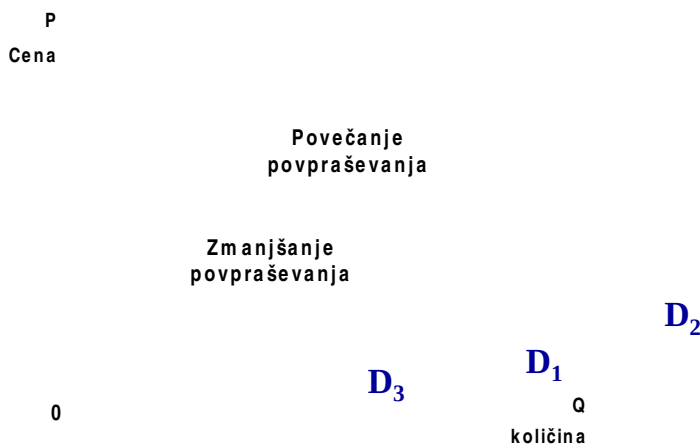 P
Cena
Povečanje
povpraševanja
Zmanjšanje
povpraševanja
D2
D1
D3
Q
0
količina